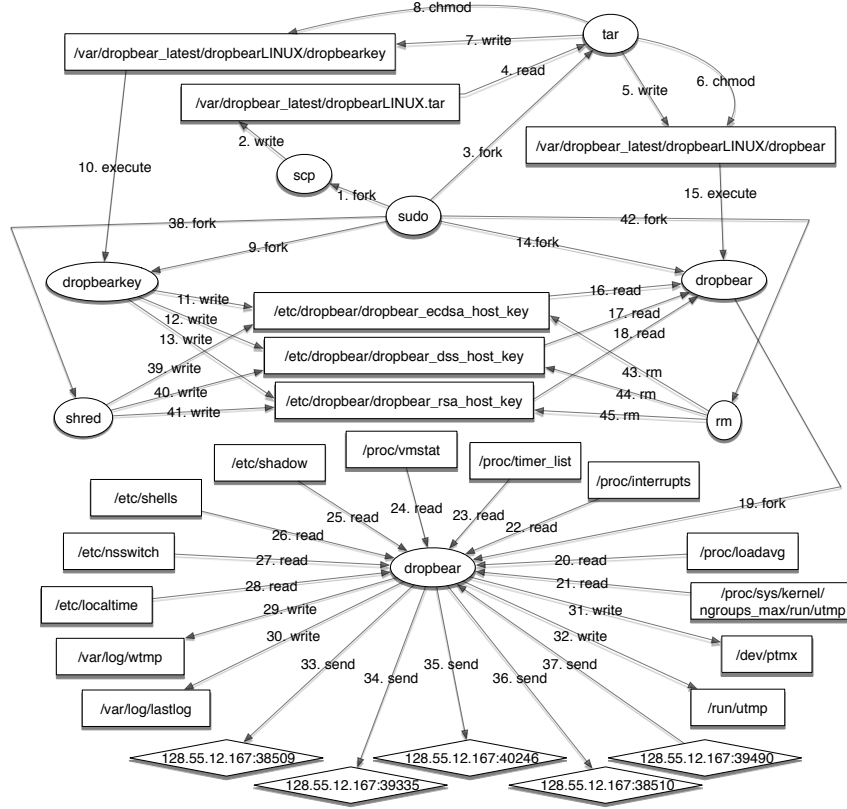 8. chmod
tar
7. write
/var/dropbear_latest/dropbearLINUX/dropbearkey
4. read
6. chmod
5. write
/var/dropbear_latest/dropbearLINUX.tar
2. write
3. fork
/var/dropbear_latest/dropbearLINUX/dropbear
10. execute
scp
1. fork
15. execute
sudo
38. fork
42. fork
9. fork
14.fork
dropbearkey
dropbear
16. read
11. write
/etc/dropbear/dropbear_ecdsa_host_key
17. read
12. write
18. read
13. write
/etc/dropbear/dropbear_dss_host_key
39. write
43. rm
40. write
44. rm
/etc/dropbear/dropbear_rsa_host_key
41. write
45. rm
shred
rm
/proc/vmstat
/etc/shadow
/proc/timer_list
/proc/interrupts
/etc/shells
19. fork
24. read
25. read
23. read
22. read
26. read
/etc/nsswitch
27. read
20. read
/proc/loadavg
dropbear
28. read
21. read
/proc/sys/kernel/
ngroups_max/run/utmp
/etc/localtime
29. write
31. write
30. write
32. write
/var/log/wtmp
/dev/ptmx
33. send
35. send
37. send
34. send
36. send
/var/log/lastlog
/run/utmp
128.55.12.167:38509
128.55.12.167:40246
128.55.12.167:39490
128.55.12.167:39335
128.55.12.167:38510